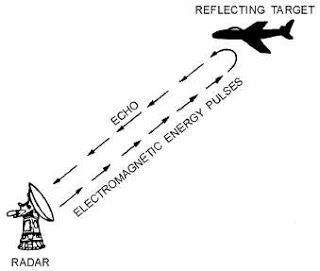 REFLECTING TARGET
ECHO
ELECTROMAGNETIC ENERGY PULSES
RADAR